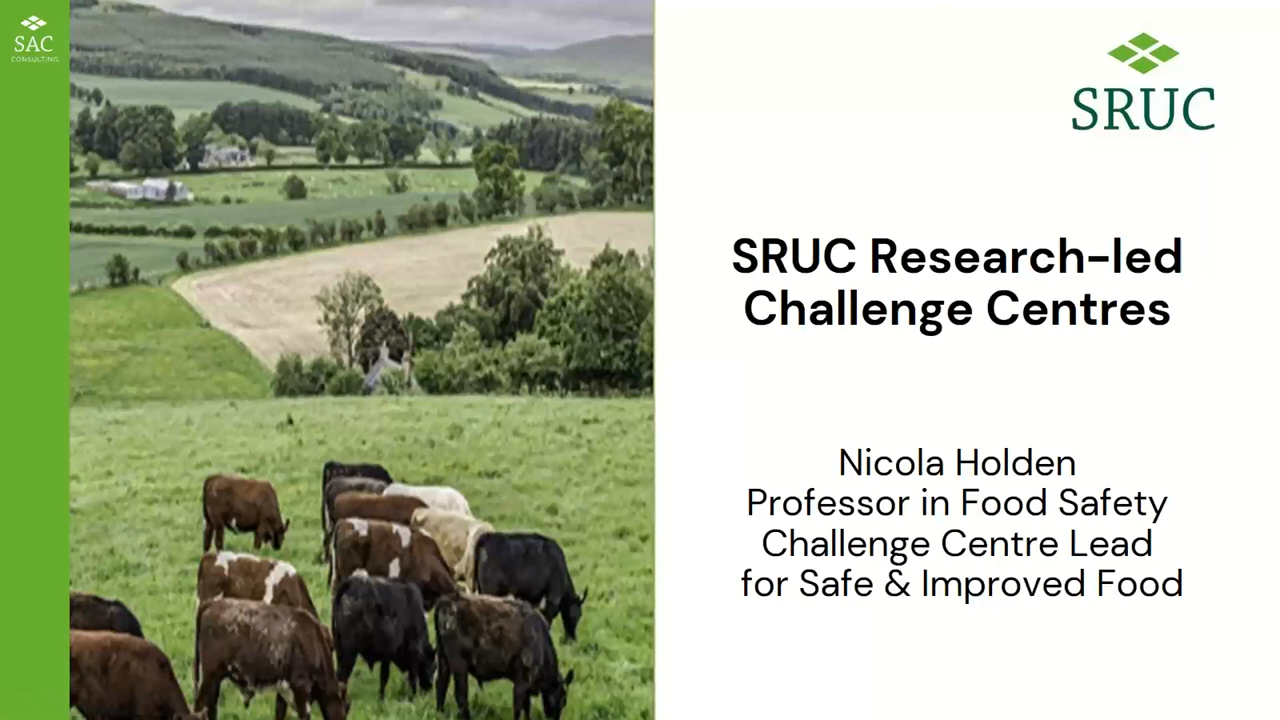 SAC
CONSULTING
SRUC
SRUC Research-led
Challenge Centres
Nicola Holden
Professor in Food Safety
Challenge Centre Lead
for Safe & Improved Food